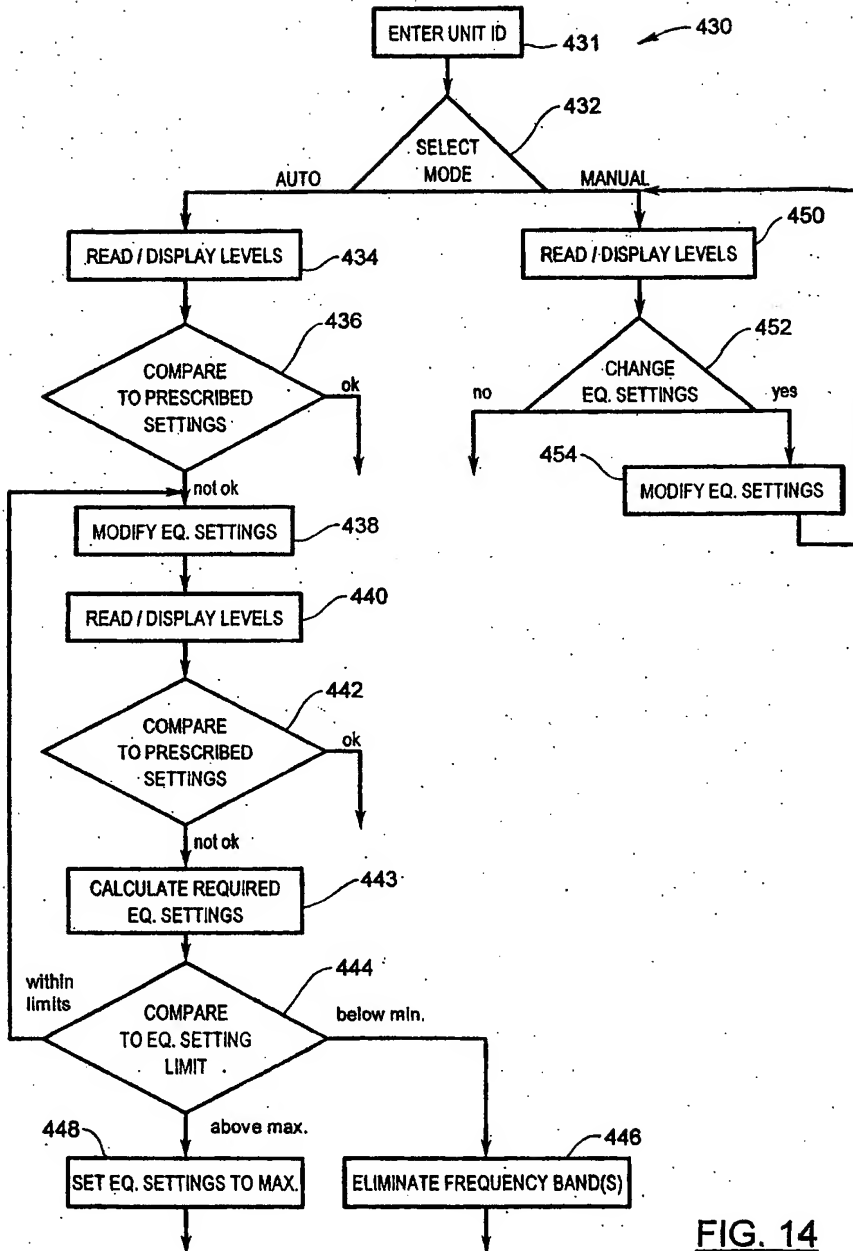 ENTER UNIT ID
431
430
432
SELECT
MODE
AUTO
MANUAL
READ / DISPLAY LEVELS
434
450
READ / DISPLAY LEVELS
436
COMPARE
TO PRESCRIBED
SETTINGS
ok
452
CHANGE
EQ. SETTINGS
no
yes
454
MODIFY EQ. SETTINGS
not ok
MODIFY EQ. SETTINGS
438
READ / DISPLAY LEVELS
440
442
COMPARE
TO PRESCRIBED
SETTINGS
ok
not ok
CALCULATE REQUIRED
EQ. SETTINGS
443
444
within
limits
COMPARE
TO EQ. SETTING
LIMIT
below min.
above max.
448
SET EQ. SETTINGS TO MAX.
446
ELIMINATE FREQUENCY BAND(S)
FIG. 14